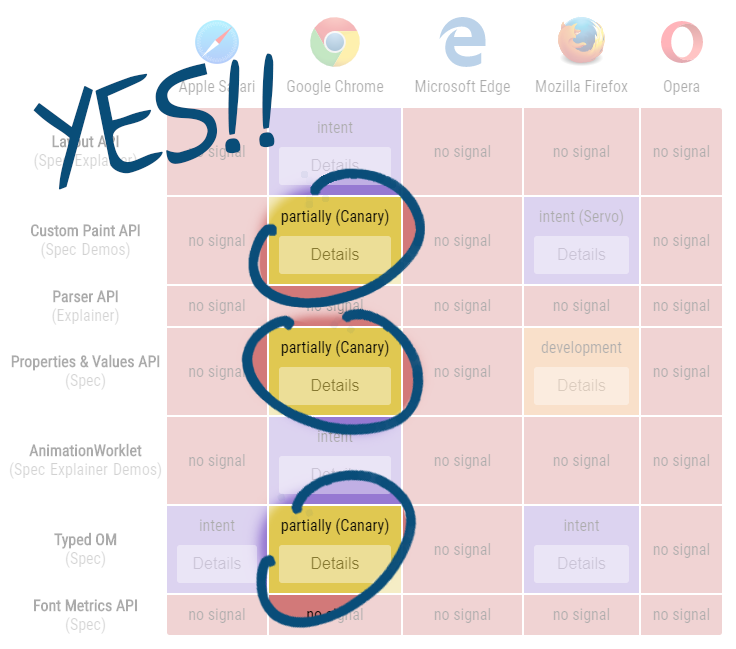 YES!!
Apple Safari Google Chrome Microsoft Edge Mozilla Firefox Opera
Layout API
(Spec Explainer)
no signal
intent
Details
no signal
no signal
no signal
Custom Paint API
(Spec Demos)
no signal
partially (Canary)
Details
no signal
intent (Servo)
Details
no signal
Parser API
(Explainer)
no signal
no signal
no signal
no signal
no signal
Properties & Values API
(Spec)
no signal
partially (Canary)
Details
no signal
development
Details
no signal
AnimationWorklet
(Spec Explainer Demos)
no signal
intent
Details
no signal
no signal
no signal
Typed OM
(Spec)
intent
Details
partially (Canary)
Details
no signal
intent
Details
no signal
Font Metrics API
(Spec)
no signal
no signal
no signal
no signal
no signal